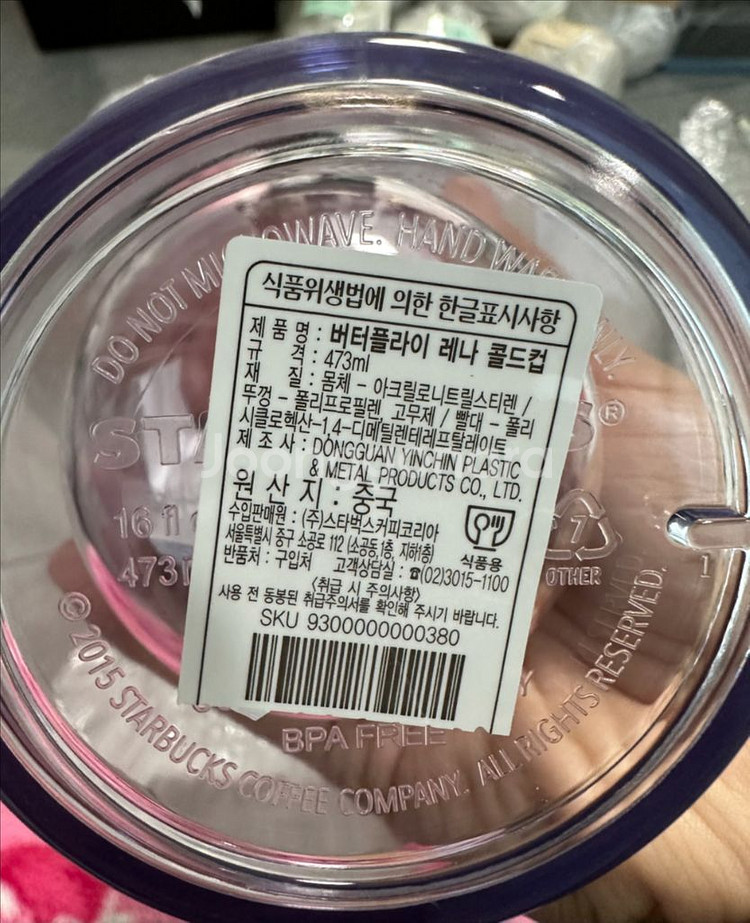 DO NOT MICROWAVE. HAND WASH ONLY.
식품위생법에 의한 한글표시사항
제 품 명 : 버터플라이 레나 콜드컵
규 격 : 473ml
재 질 : 몸체 - 아크릴로니트릴스티렌 /
뚜껑 - 폴리프로필렌 고무제 / 빨대 - 폴리
시클로헥산-1,4-디메틸렌테레프탈레이트
제 조 사 : DONGGUAN YINCHIN PLASTIC
& METAL PRODUCTS CO., LTD.
원 산 지 : 중국
수입판매원 : (주)스타벅스커피코리아
서울특별시 중구 소공로 112 (소공동,1층, 지하1층)
반품처 : 구입처 고객상담실 : ☎(02)3015-1100
식품용
<취급 시 주의사항>
사용 전 동봉된 취급주의서를 확인해 주시기 바랍니다.
SKU 9300000000380
16 fl
473
7
OTHER
1
BPA FREE
© 2015 STARBUCKS COFFEE COMPANY. ALL RIGHTS RESERVED.